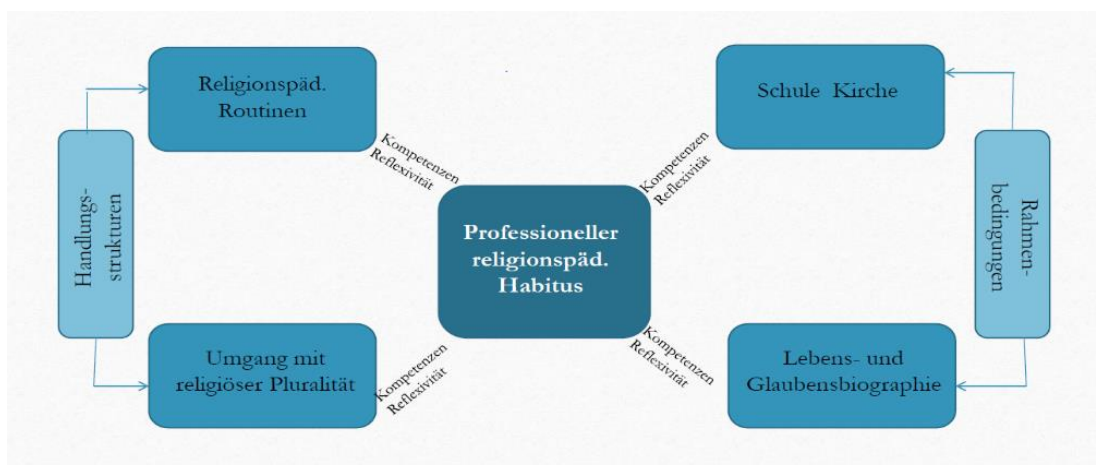 Religionspäd.
Routinen
Schule Kirche
Kompetenzen
Reflexivität
Kompetenzen
Reflexivität
Handlungs-
strukturen
Professioneller
religionspäd.
Habitus
Rahmen-
bedingungen
Umgang mit
religiöser Pluralität
Kompetenzen
Reflexivität
Kompetenzen
Reflexivität
Lebens- und
Glaubensbiographie